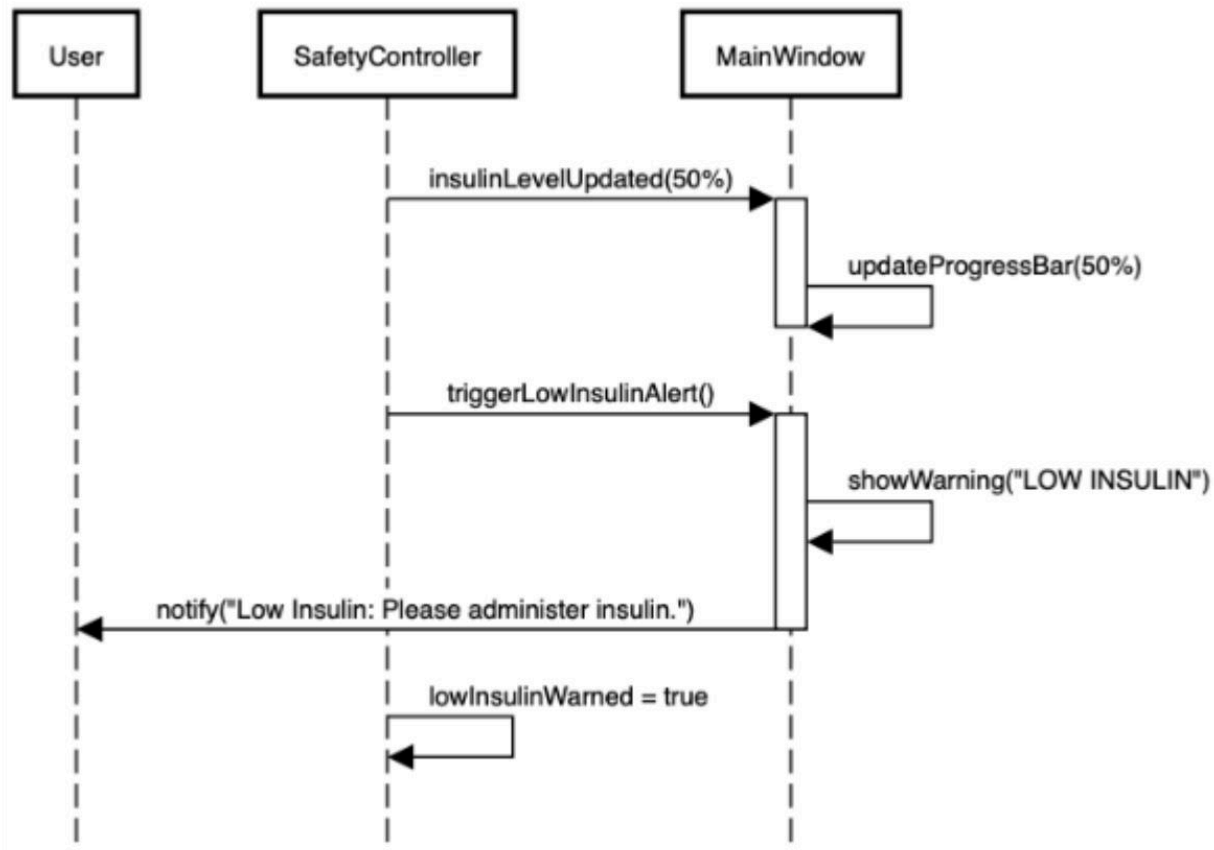 User
SafetyController
MainWindow
insulinLevelUpdated(50%)
updateProgressBar(50%)
triggerLowInsulinAlert()
showWarning("LOW INSULIN")
notify("Low Insulin: Please administer insulin.")
lowInsulinWarned = true